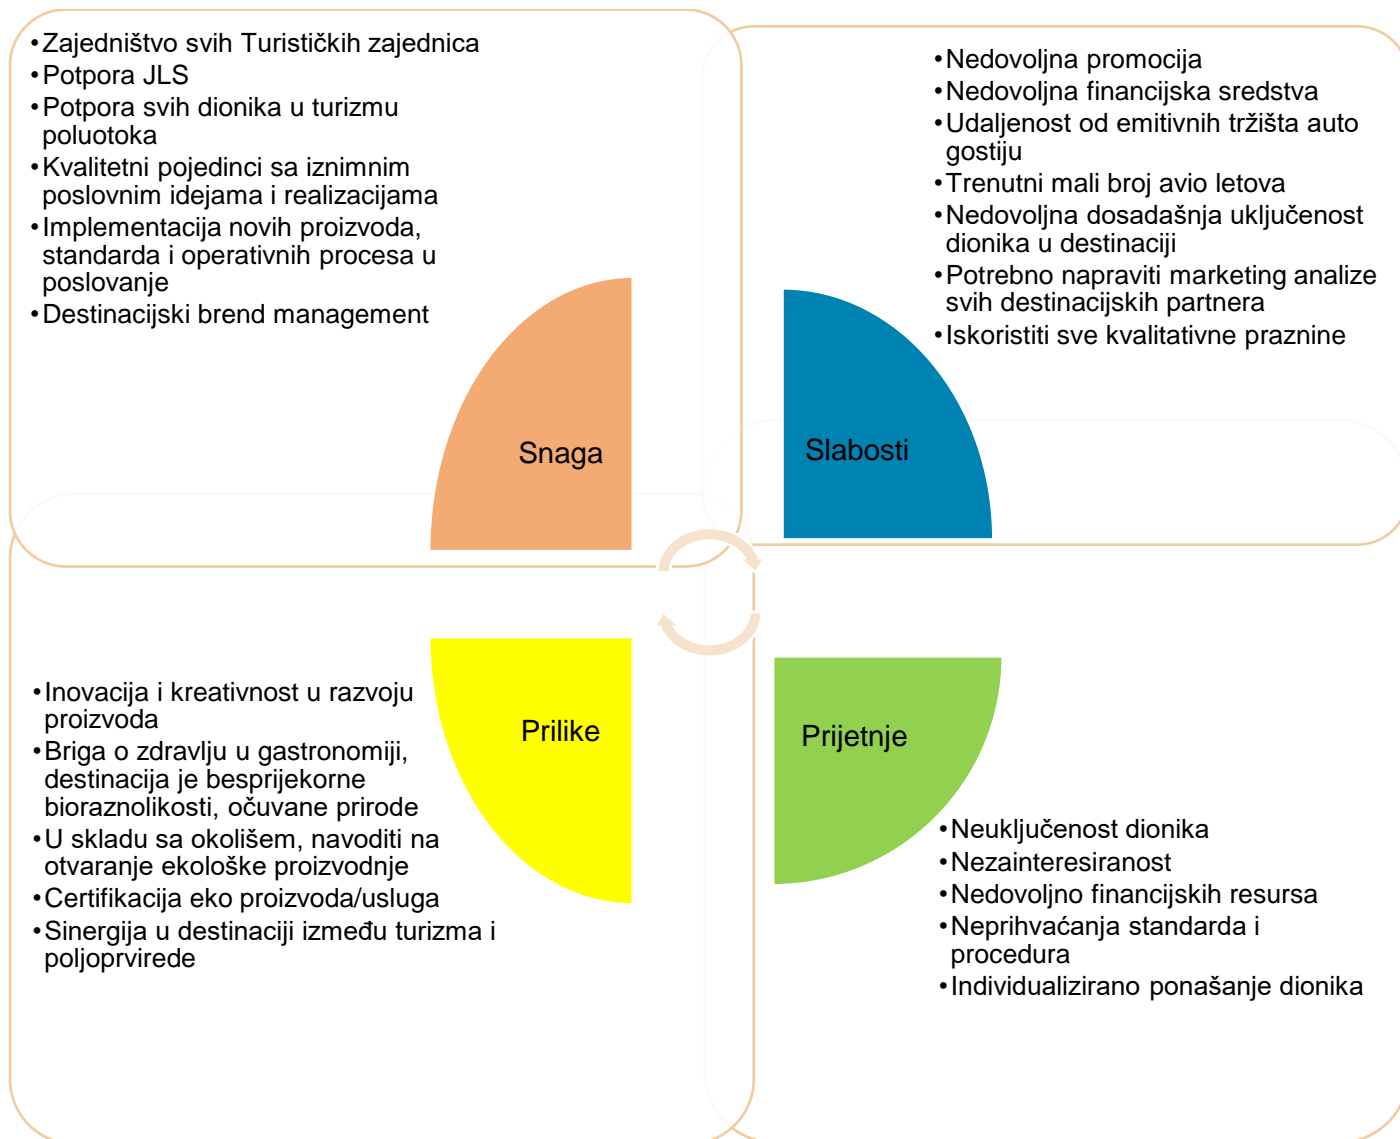 •Zajedništvo svih Turističkih zajednica
•Potpora JLS
•Potpora svih dionika u turizmu
poluotoka
•Kvalitetni pojedinci sa iznimnim
poslovnim idejama i realizacijama
•Implementacija novih proizvoda,
standarda i operativnih procesa u
poslovanje
•Destinacijski brend management
Snaga
•Nedovoljna promocija
•Nedovoljna financijska sredstva
•Udaljenost od emitivnih tržišta auto
gostiju
•Trenutni mali broj avio letova
•Nedovoljna dosadašnja uključenost
dionika u destinaciji
•Potrebno napraviti marketing analize
svih destinacijskih partnera
•Iskoristiti sve kvalitativne praznine
Slabosti
•Inovacija i kreativnost u razvoju
proizvoda
•Briga o zdravlju u gastronomiji,
destinacija je besprijekorne
bioraznolikosti, očuvane prirode
•U skladu sa okolišem, navoditi na
otvaranje ekološke proizvodnje
•Certifikacija eko proizvoda/usluga
•Sinergija u destinaciji između turizma i
poljoprvirede
Prilike
Prijetnje
•Neuključenost dionika
•Nezainteresiranost
•Nedovoljno financijskih resursa
•Neprihvaćanja standarda i
procedura
•Individualizirano ponašanje dionika